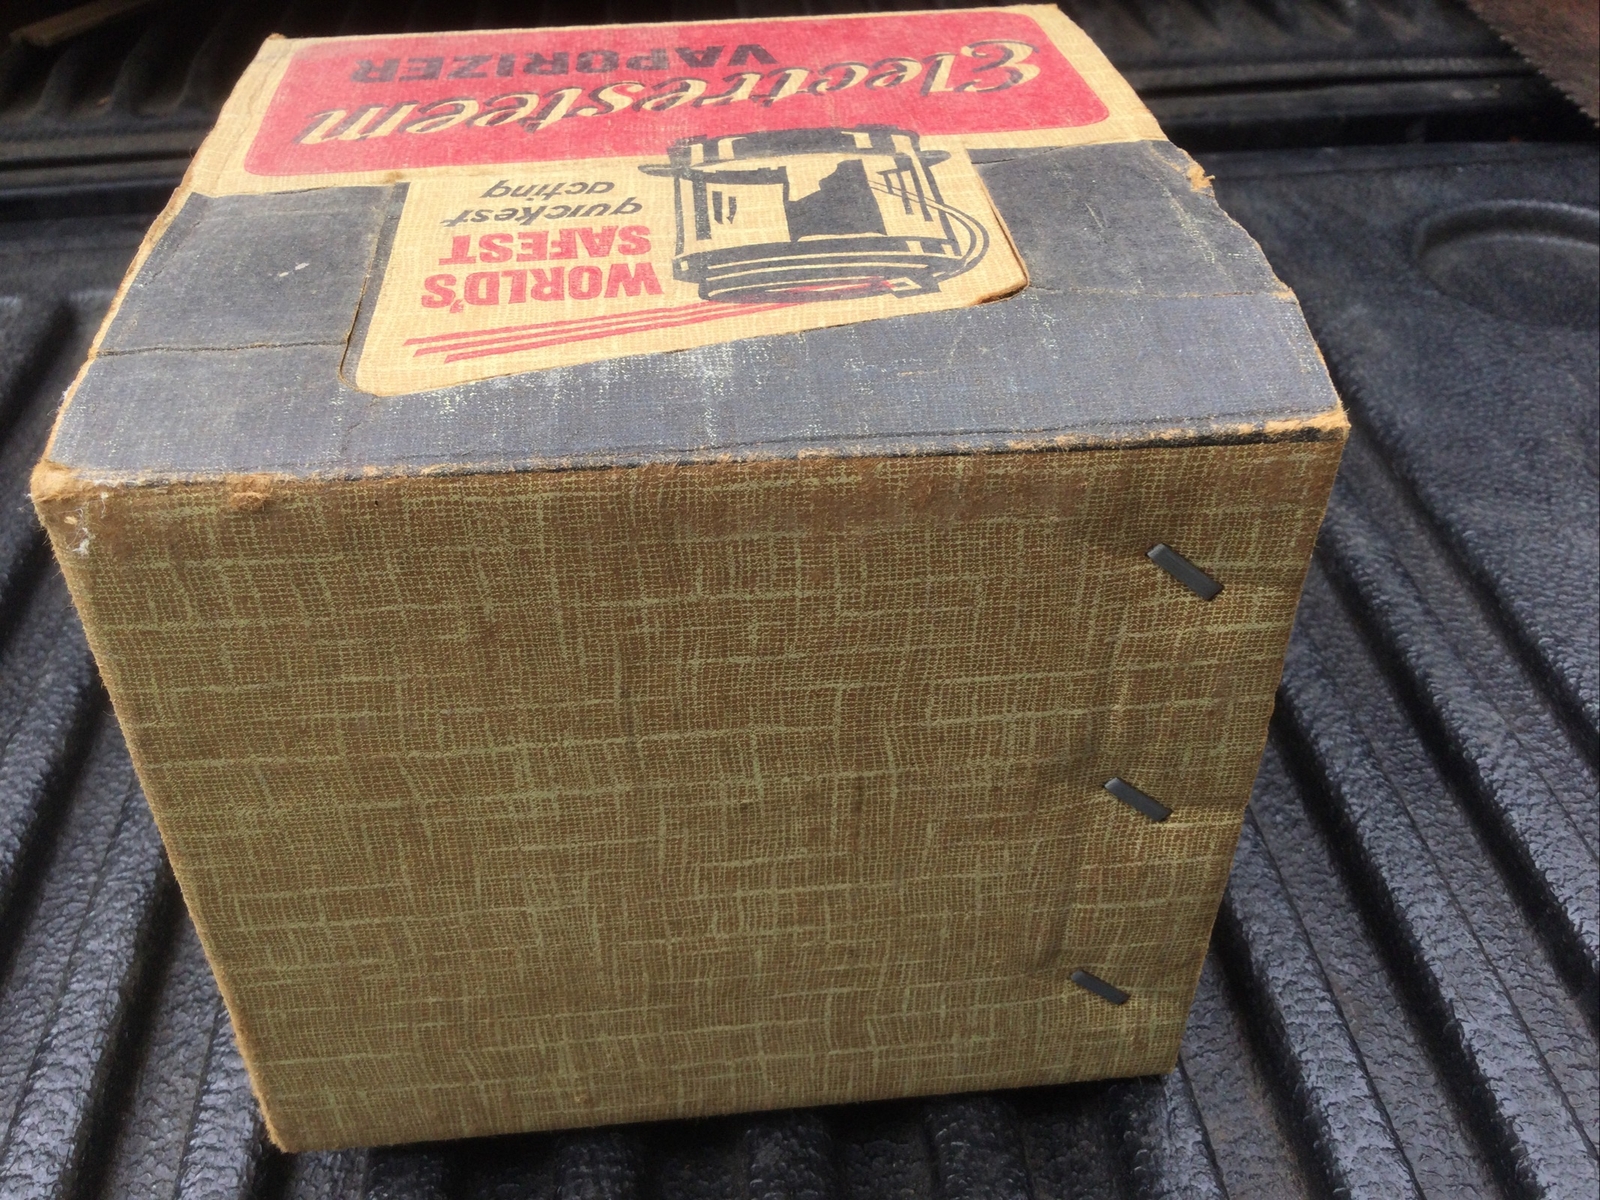 Electresteem
VAPORIZER
WORLD'S
SAFEST
quickest
acting